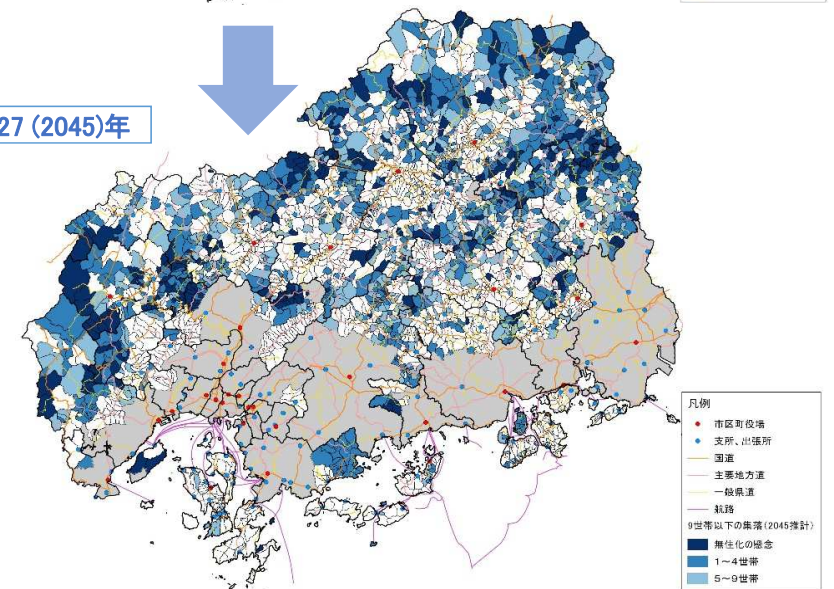 27 (2045)年
凡例
市区町役場
支所、出張所
国道
主要地方道
一般県道
航路
9世帯以下の集落(2045推計)
無住化の懸念
1～4世帯
5～9世帯